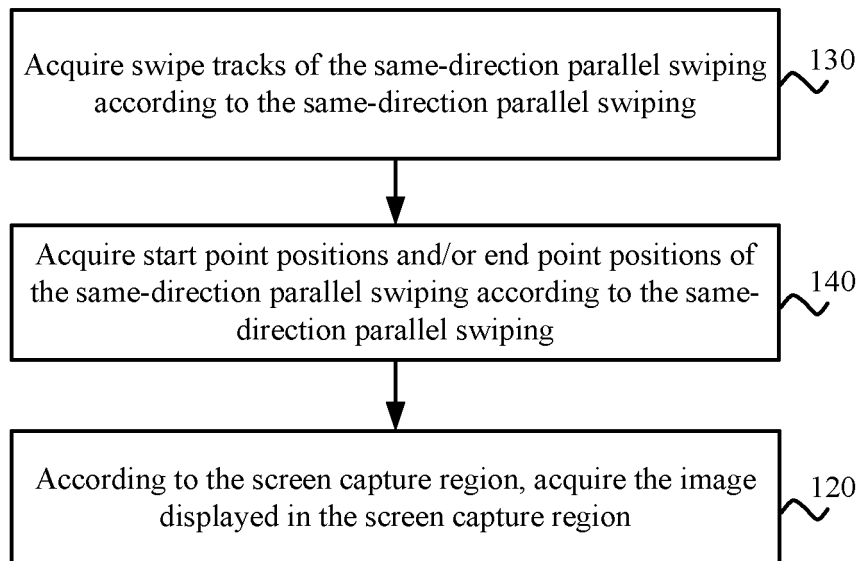 Acquire swipe tracks of the same-direction parallel swiping
according to the same-direction parallel swiping
130
Acquire start point positions and/or end point positions of
the same-direction parallel swiping according to the same-
direction parallel swiping
140
According to the screen capture region, acquire the image
displayed in the screen capture region
120